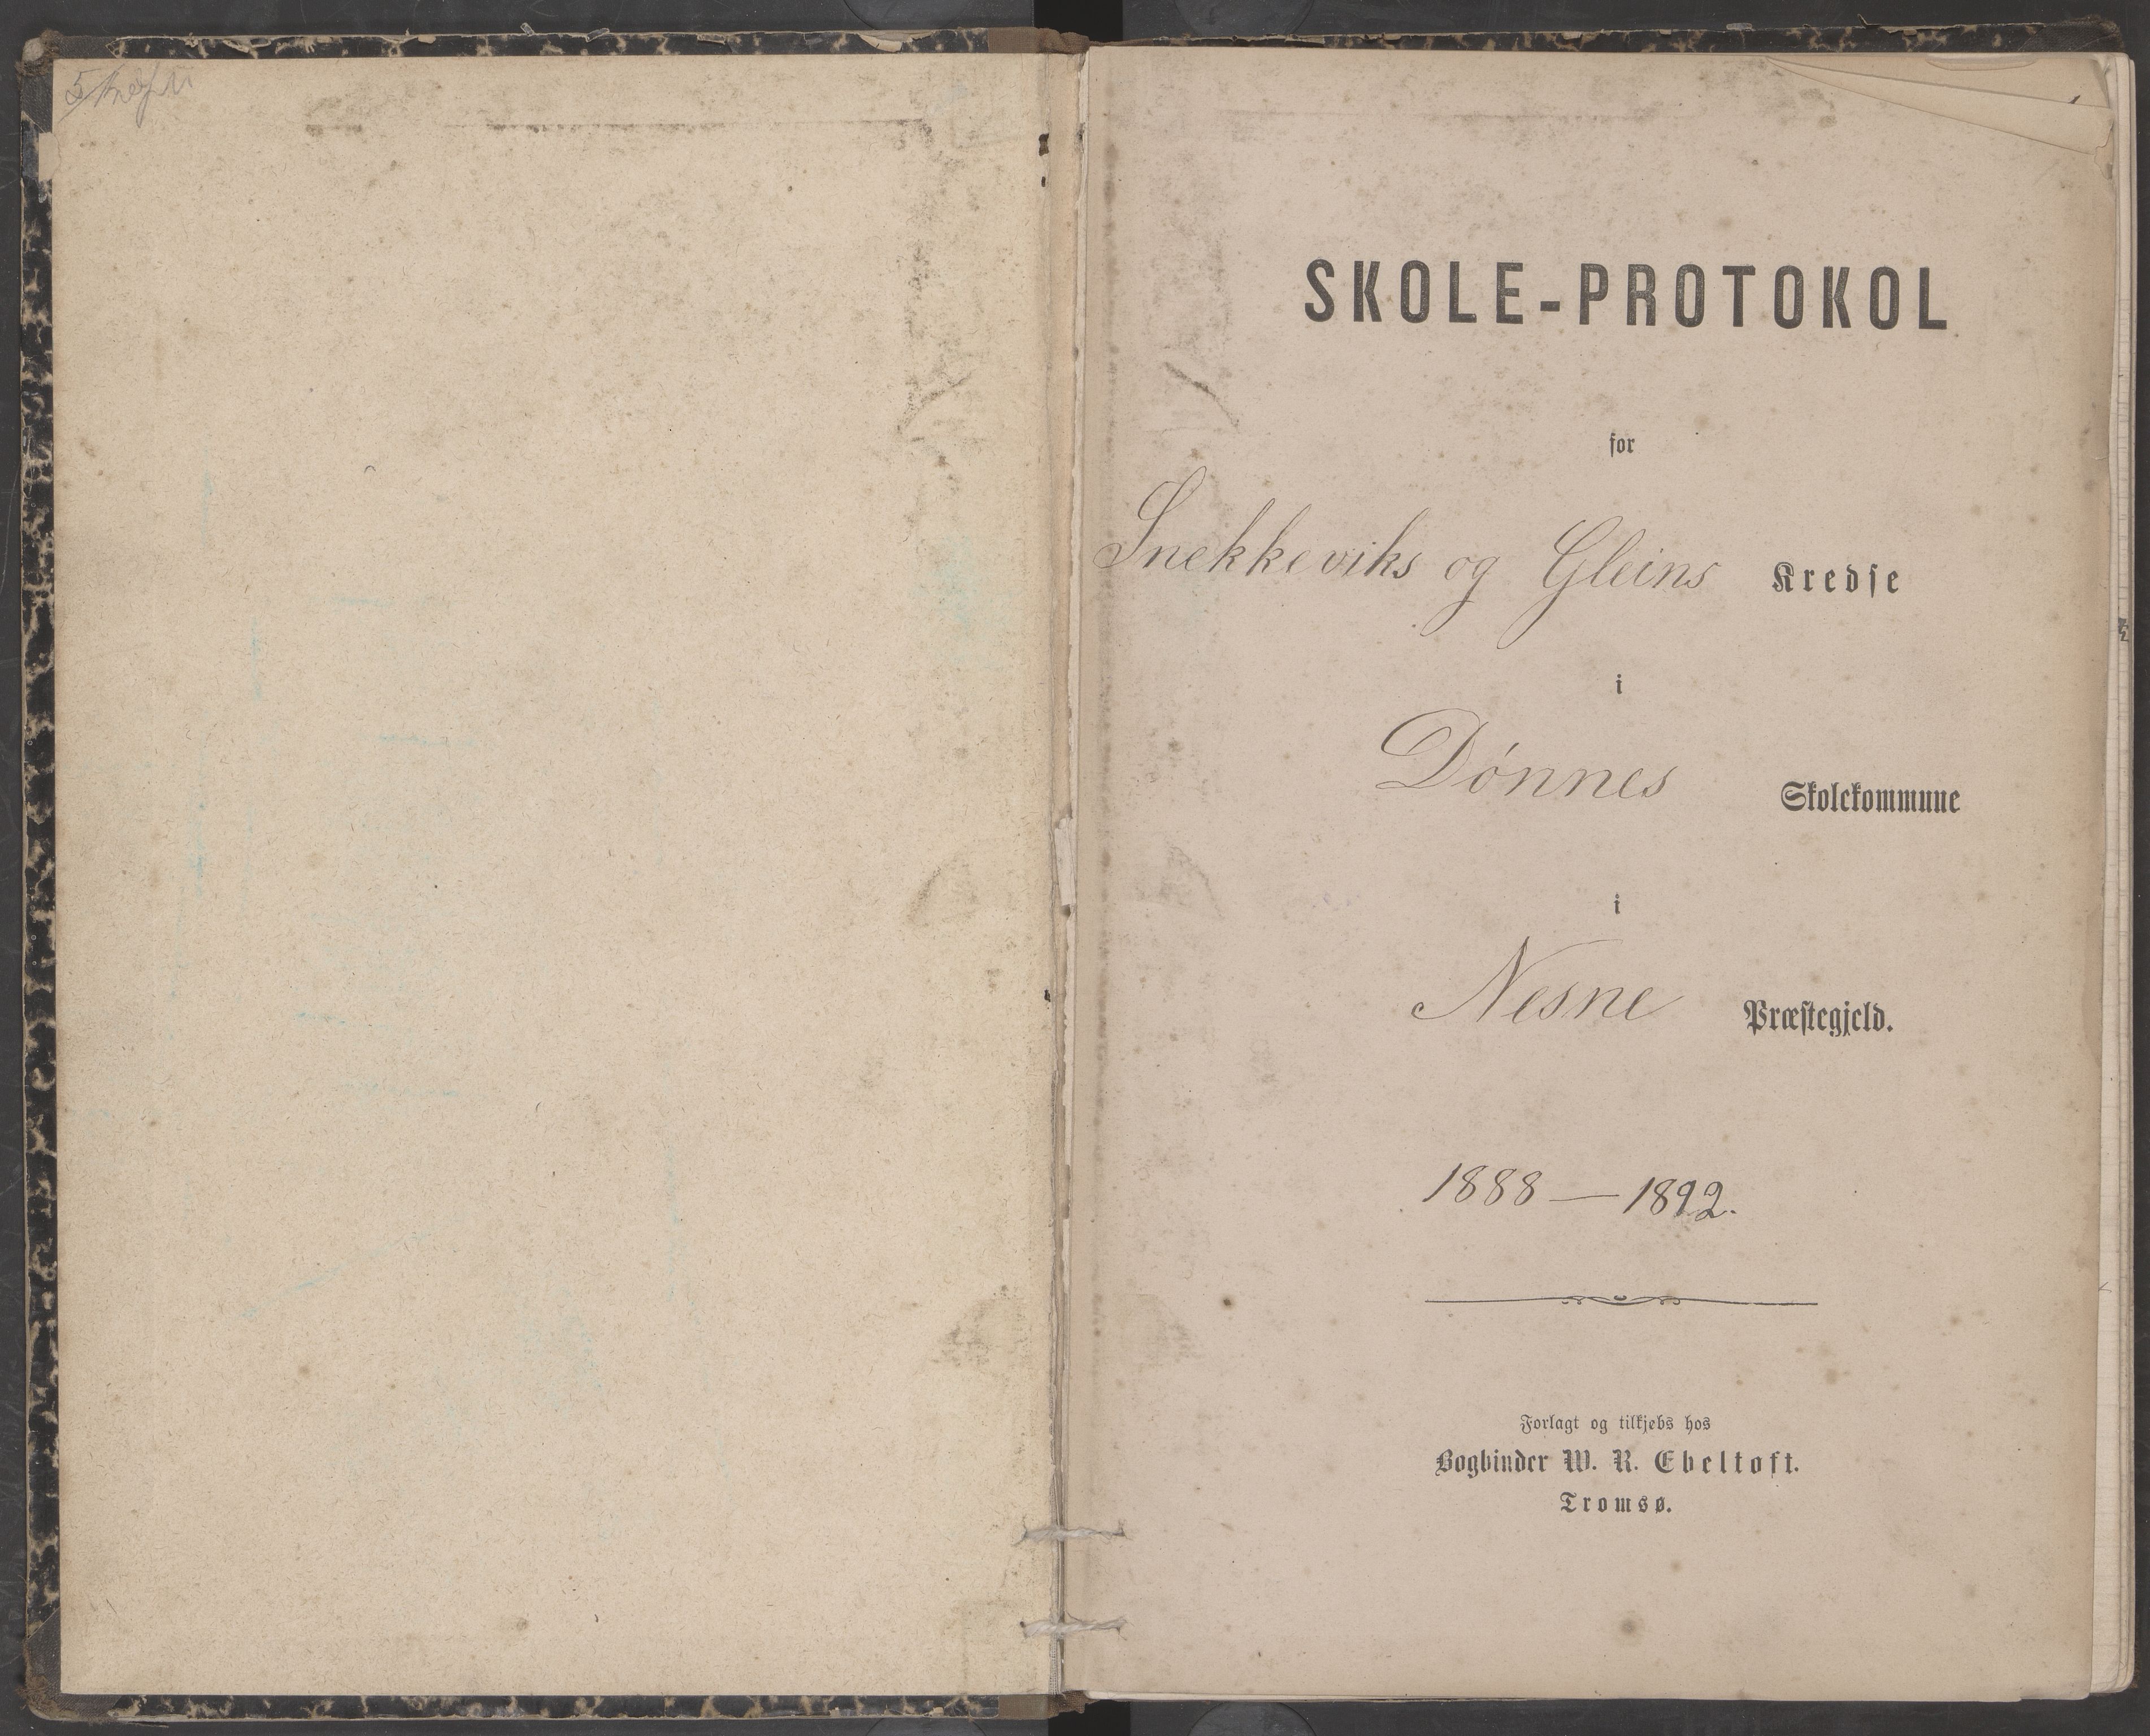 SKOLE-PROTOKOL
for
Snekkeviks og Gleins Kredse
i
Dønnes Skolekommune
i
Nesne Præstegjeld.
1888 — 1892.
Forlagt og tilkjøbs hos
Bogbinder W. R. Ebeltoft.
Tromsø.